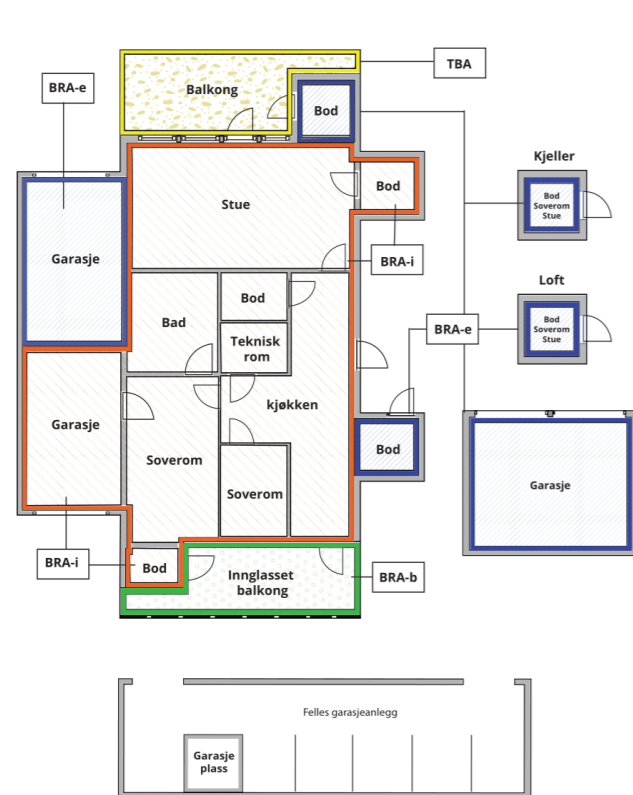 TBA
BRA-e
Balkong
Bod
Kjeller
Bod
Soverom
Stue
Stue
Bod
Garasje
BRA-i
Loft
Bod
Bod
Soverom
Stue
Bad
BRA-e
Teknisk
rom
kjøkken
Garasje
Bod
Soverom
Garasje
Soverom
BRA-i
Bod
Innglasset
balkong
BRA-b
Felles garasjeanlegg
Garasje
plass